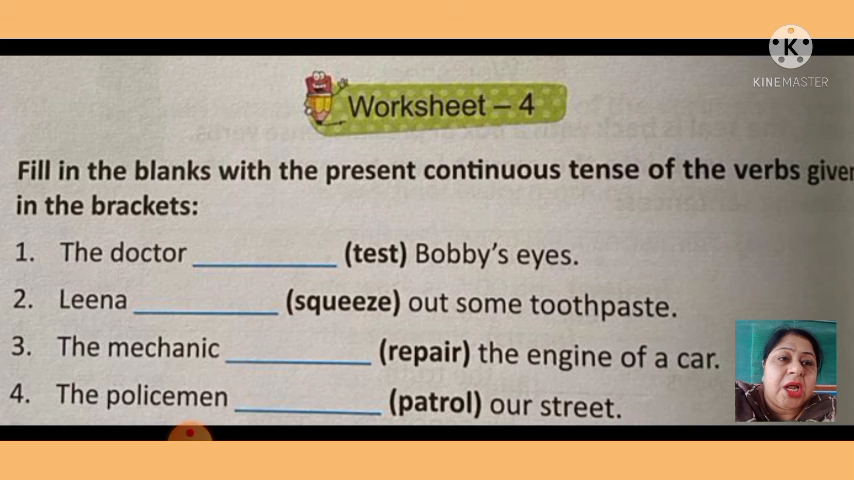 K
KINEMASTER
Worksheet – 4
Fill in the blanks with the present continuous tense of the verbs given
in the brackets:
1. The doctor __________ (test) Bobby's eyes.
2. Leena __________ (squeeze) out some toothpaste.
3. The mechanic __________ (repair) the engine of a car.
4. The policemen __________ (patrol) our street.